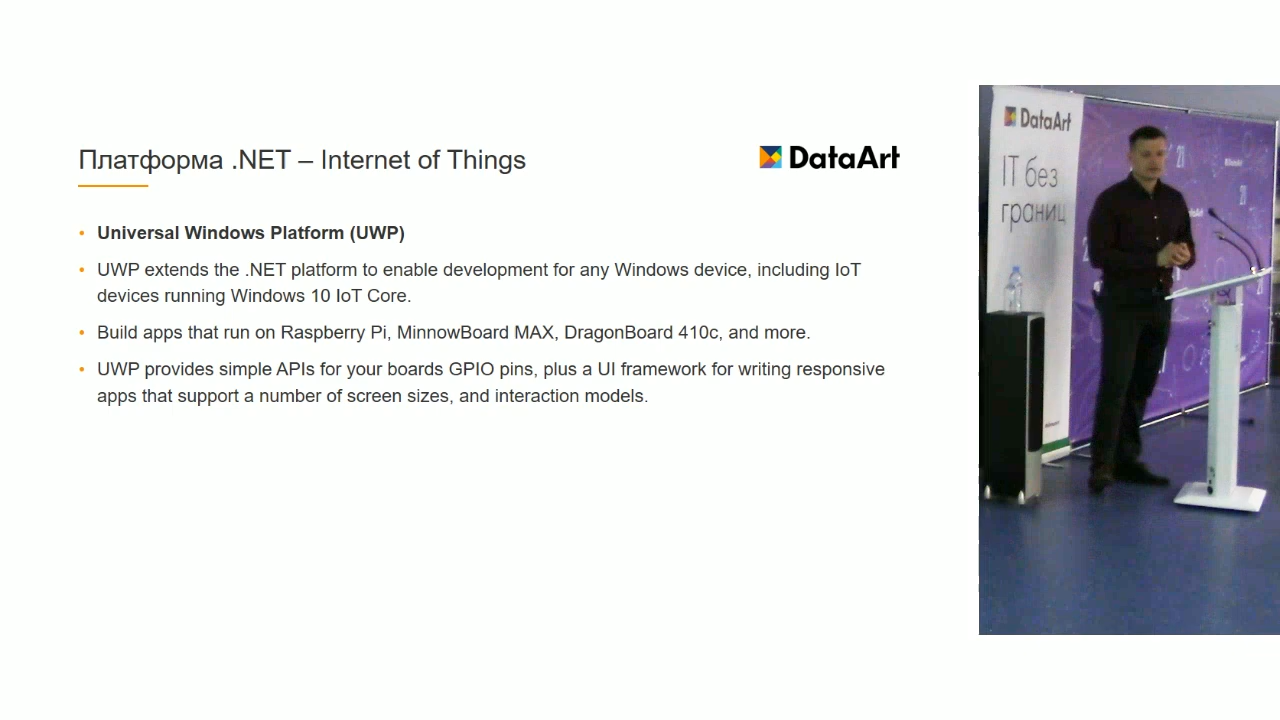 Платформа .NET – Internet of Things
DataArt
• Universal Windows Platform (UWP)
• UWP extends the .NET platform to enable development for any Windows device, including IoT
devices running Windows 10 IoT Core.
• Build apps that run on Raspberry Pi, MinnowBoard MAX, DragonBoard 410c, and more.
• UWP provides simple APIs for your boards GPIO pins, plus a UI framework for writing responsive
apps that support a number of screen sizes, and interaction models.
DataArt
IT без
границ
21